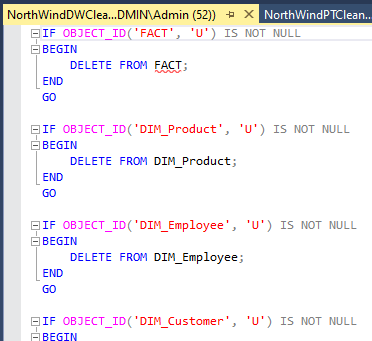 NorthWindDWClea...DMIN\Admin (52))
NorthWindPTClean
IF OBJECT_ID('FACT', 'U') IS NOT NULL
BEGIN
DELETE FROM FACT;
END
GO
IF OBJECT_ID('DIM_Product', 'U') IS NOT NULL
BEGIN
DELETE FROM DIM_Product;
END
GO
IF OBJECT_ID('DIM_Employee', 'U') IS NOT NULL
BEGIN
DELETE FROM DIM_Employee;
END
GO
IF OBJECT_ID('DIM_Customer', 'U') IS NOT NULL
BEGIN